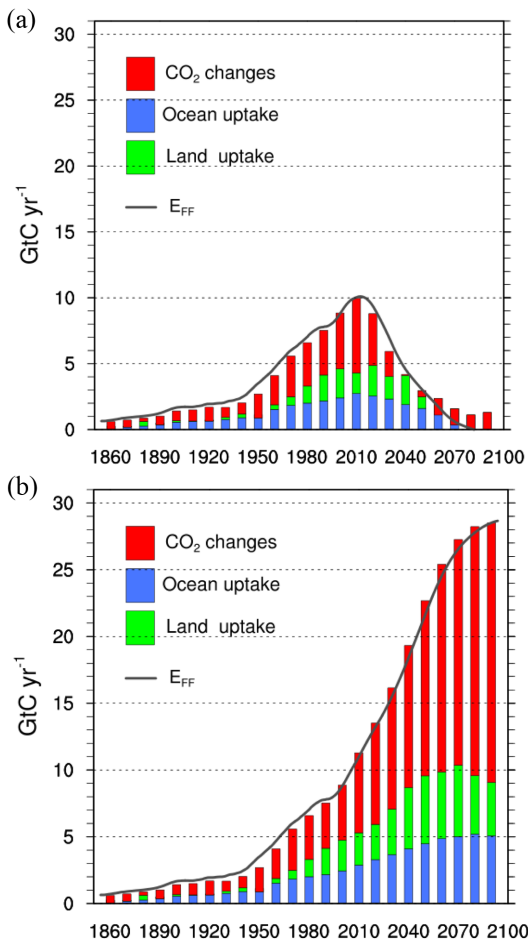 (a)
30
25
20
15
10
5
0
GtC yr⁻¹
CO₂ changes
Ocean uptake
Land uptake
E_FF
1860 1890 1920 1950 1980 2010 2040 2070 2100
(b)
30
25
20
15
10
5
0
GtC yr⁻¹
CO₂ changes
Ocean uptake
Land uptake
E_FF
1860 1890 1920 1950 1980 2010 2040 2070 2100